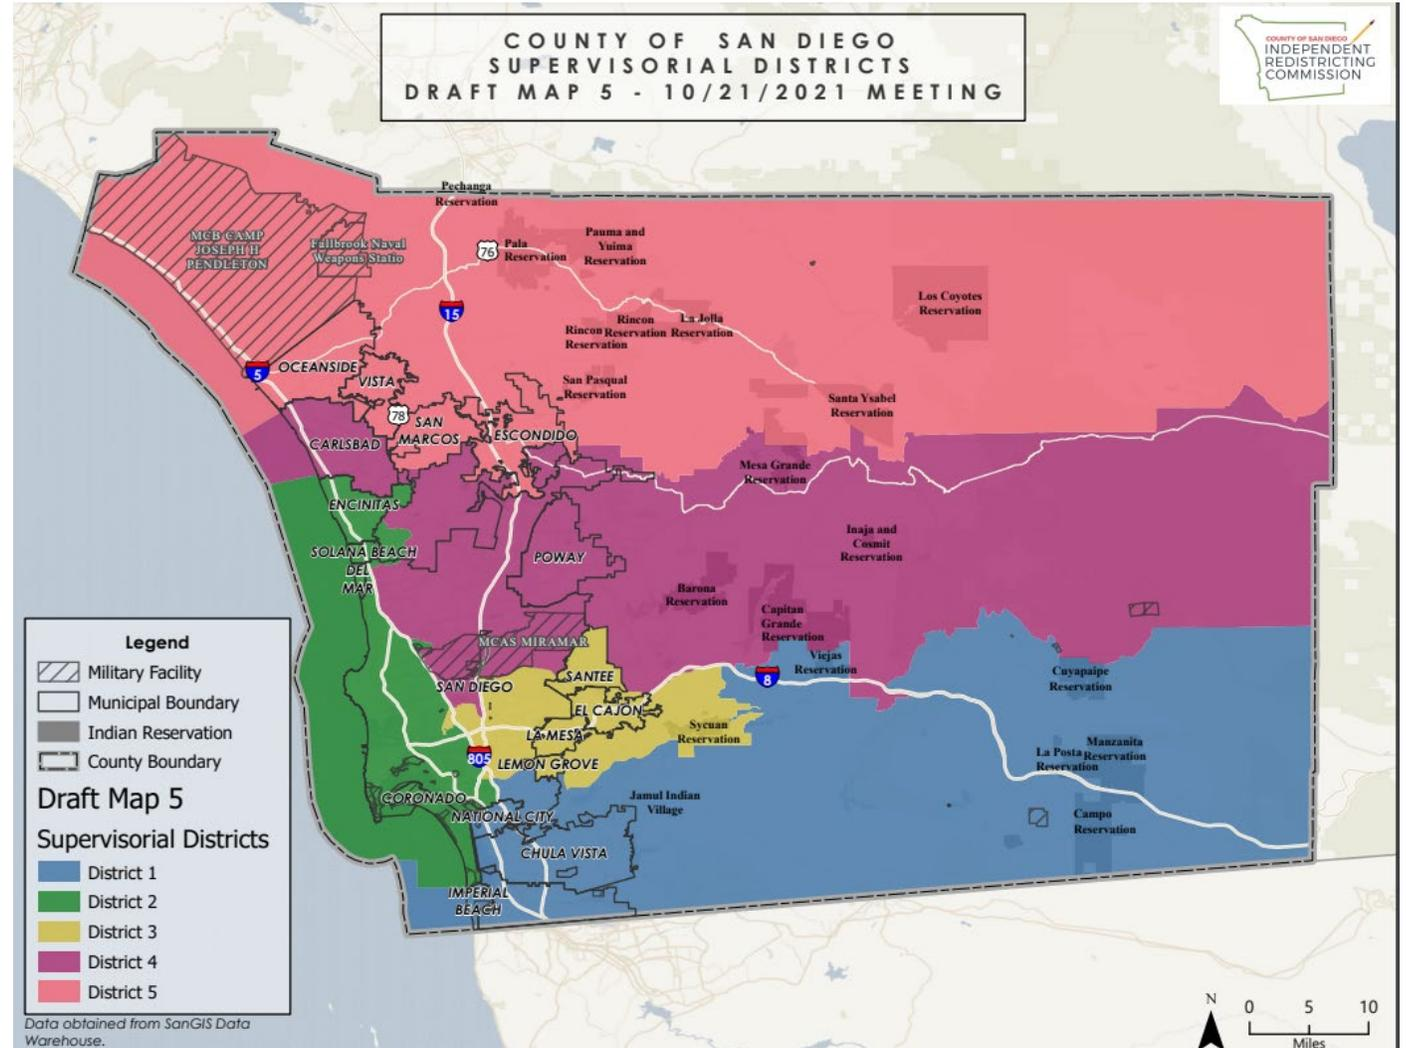 COUNTY OF SAN DIEGO
SUPERVISORIAL DISTRICTS
DRAFT MAP 5 - 10/21/2021 MEETING
COUNTY OF SAN DIEGO
INDEPENDENT
REDISTRICTING
COMMISSION
Pechanga
Reservation
MCB CAMP
JOSEPH H
PENDLETON
Fallbrook Naval
Weapons Statio
76
Pala
Reservation
Pauma and
Yuima
Reservation
15
Los Coyotes
Reservation
Rincon
Reservation
Rincon
Reservation
La Jolla
Reservation
5
OCEANSIDE
VISTA
San Pasqual
Reservation
Santa Ysabel
Reservation
78
SAN
MARCOS
CARLSBAD
ESCONDIDO
Mesa Grande
Reservation
ENCINITAS
SOLANA BEACH
DEL
MAR
POWAY
Inaja and
Cosmit
Reservation
Barona
Reservation
Capitan
Grande
Reservation
MCAS MIRAMAR
Viejas
Reservation
8
SAN DIEGO
SANTEE
EL CAJON
Cuyapaipe
Reservation
LA MESA
Sycuan
Reservation
805
LEMON GROVE
La Posta
Reservation
Manzanita
Reservation
CORONADO
NATIONAL CITY
Jamul Indian
Village
Campo
Reservation
CHULA VISTA
IMPERIAL
BEACH
Legend
Military Facility
Municipal Boundary
Indian Reservation
County Boundary
Draft Map 5
Supervisorial Districts
District 1
District 2
District 3
District 4
District 5
Data obtained from SanGIS Data
Warehouse.
N
0 5 10
Miles